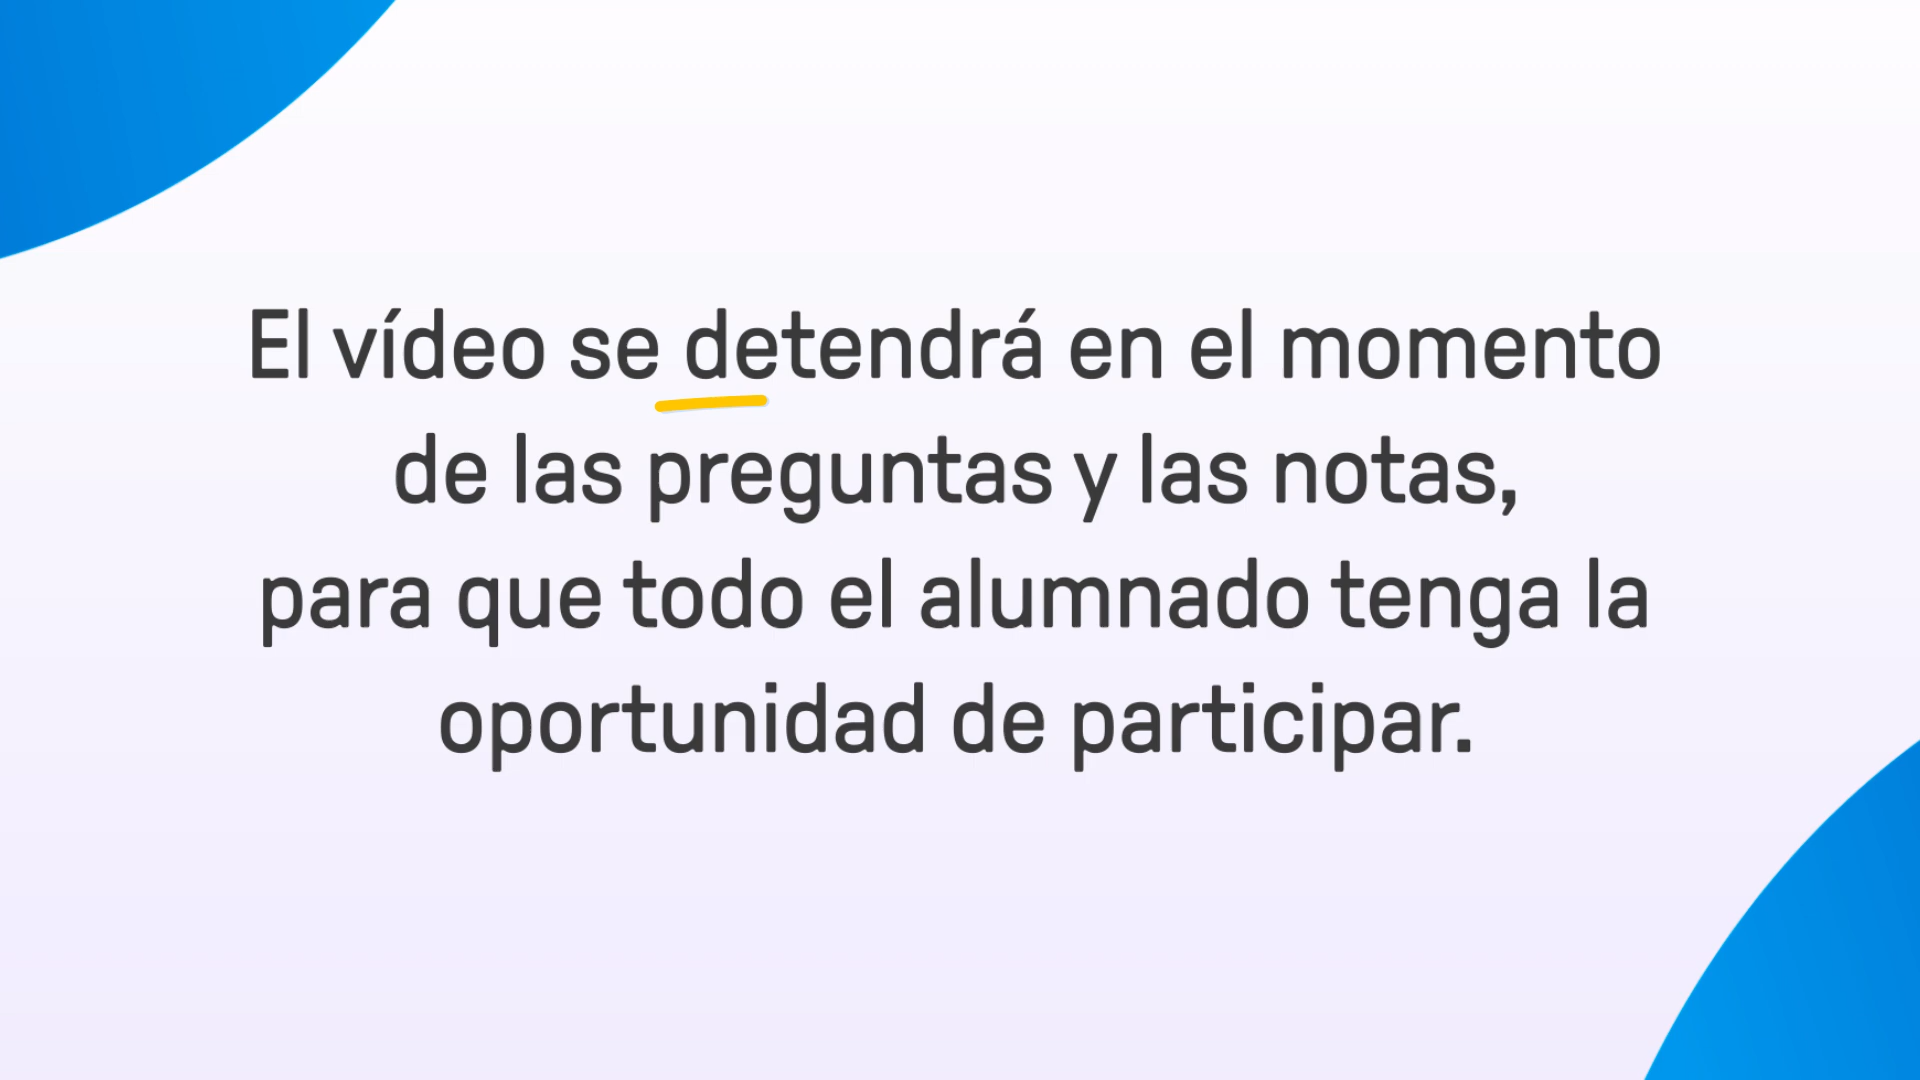 El vídeo se detendrá en el momento
de las preguntas y las notas,
para que todo el alumnado tenga la
oportunidad de participar.